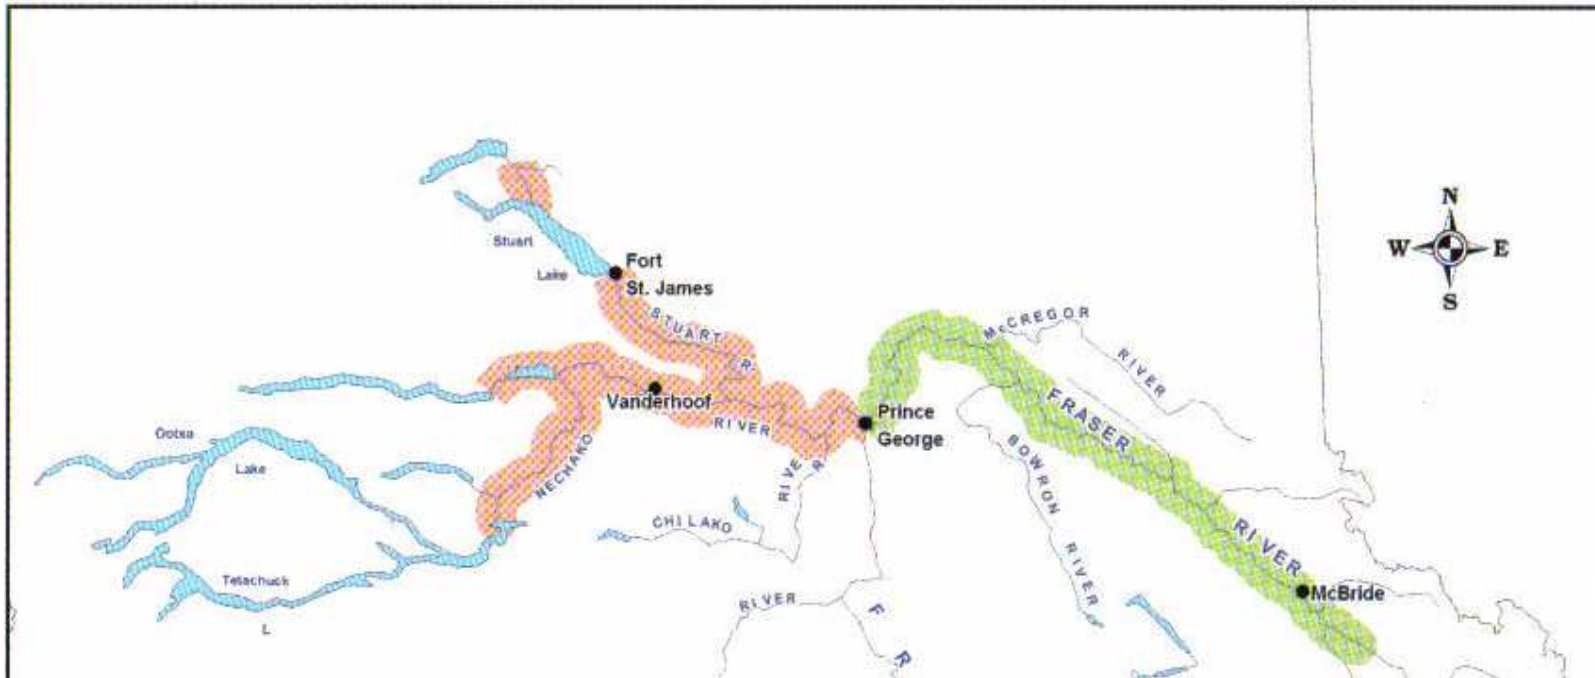 N
W E
S
Stuart
Lake
Fort
St. James
STUART R.
McGREGOR
RIVER
Vanderhoof
RIVER
Prince
George
FRASER
RIVER
Ootsa
Lake
NECHAKO
RIVER
BOWRON
RIVER
CHILAKO
Tetachuck
L
RIVER
F R
McBride